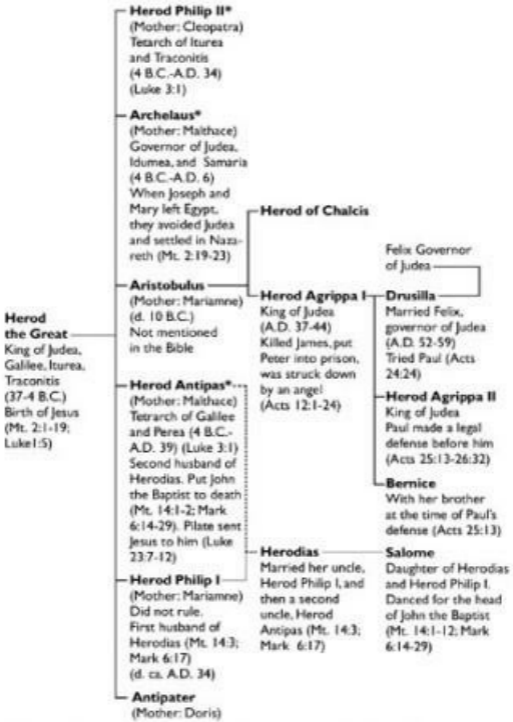 Herod Philip II*
(Mother: Cleopatra)
Tetarch of Iturea
and Traconitis
(4 B.C.-A.D. 34)
(Luke 3:1)
Archelaus*
(Mother: Malthace)
Governor of Judea,
Idumea, and Samaria
(4 B.C.-A.D. 6)
When Joseph and
Mary left Egypt,
they avoided Judea
and settled in Naza-
reth (Mt. 2:19-23)
Aristobulus
(Mother: Mariamne)
(d. 10 B.C.)
Not mentioned
in the Bible
Herod
the Great
King of Judea,
Galilee, Iturea,
Traconitis
(37-4 B.C.)
Birth of Jesus
(Mt. 2:1-19;
Luke1:5)
Herod Antipas*
(Mother: Malthace)
Tetrarch of Galilee
and Perea (4 B.C.-
A.D. 39) (Luke 3:1)
Second husband of
Herodias. Put John
the Baptist to death
(Mt. 14:1-2; Mark
6:14-29). Pilate sent
Jesus to him (Luke
23:7-12)
Herod Philip I
(Mother: Mariamne)
Did not rule.
First husband of
Herodias (Mt. 14:3;
Mark 6:17)
(d. ca. A.D. 34)
Antipater
(Mother: Doris)
Herod of Chalcis
Herod Agrippa I
King of Judea
(A.D. 37-44)
Killed James, put
Peter into prison,
was struck down
by an angel
(Acts 12:1-24)
Herodias
Married her uncle,
Herod Philip I, and
then a second
uncle, Herod
Antipas (Mt. 14:3;
Mark 6:17)
Felix Governor
of Judea
Drusilla
Married Felix,
governor of Judea
(A.D. 52-59)
Tried Paul (Acts
24:24)
Herod Agrippa II
King of Judea
Paul made a legal
defense before him
(Acts 25:13-26:32)
Bernice
With her brother
at the time of Paul's
defense (Acts 25:13)
Salome
Daughter of Herodias
and Herod Philip I.
Danced for the head
of John the Baptist
(Mt. 14:1-12; Mark
6:14-29)